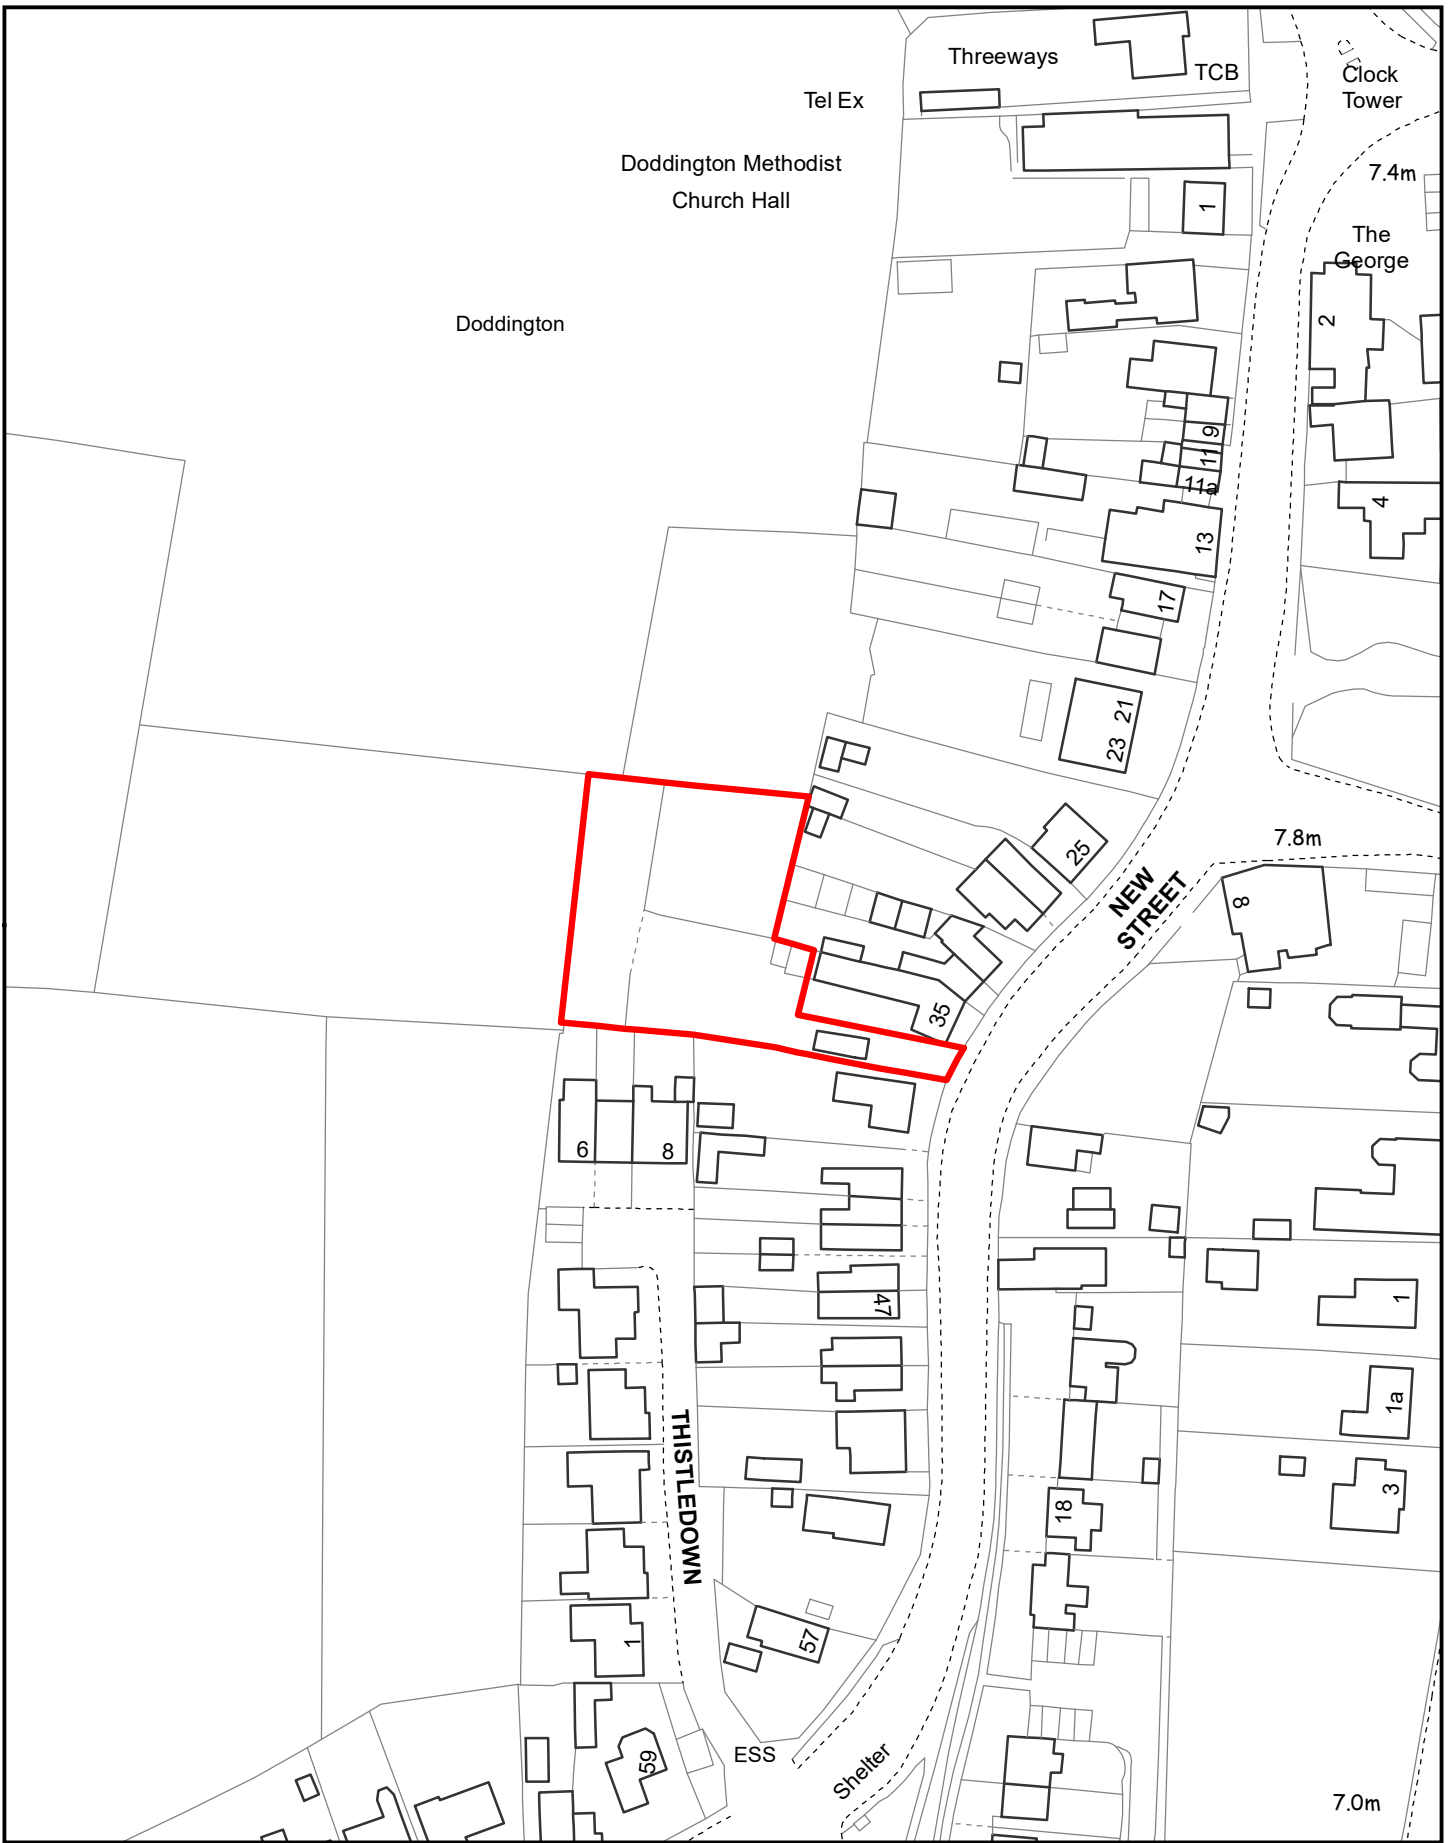 Threeways
TCB
Clock
Tower
Tel Ex
Doddington Methodist
Church Hall
7.4m
1
The
George
2
Doddington
9
11
11a
4
13
17
21
23
25
7.8m
NEW
STREET
8
35
6
8
47
1
1a
THISTLEDOWN
18
3
1
57
59
ESS
Shelter
7.0m